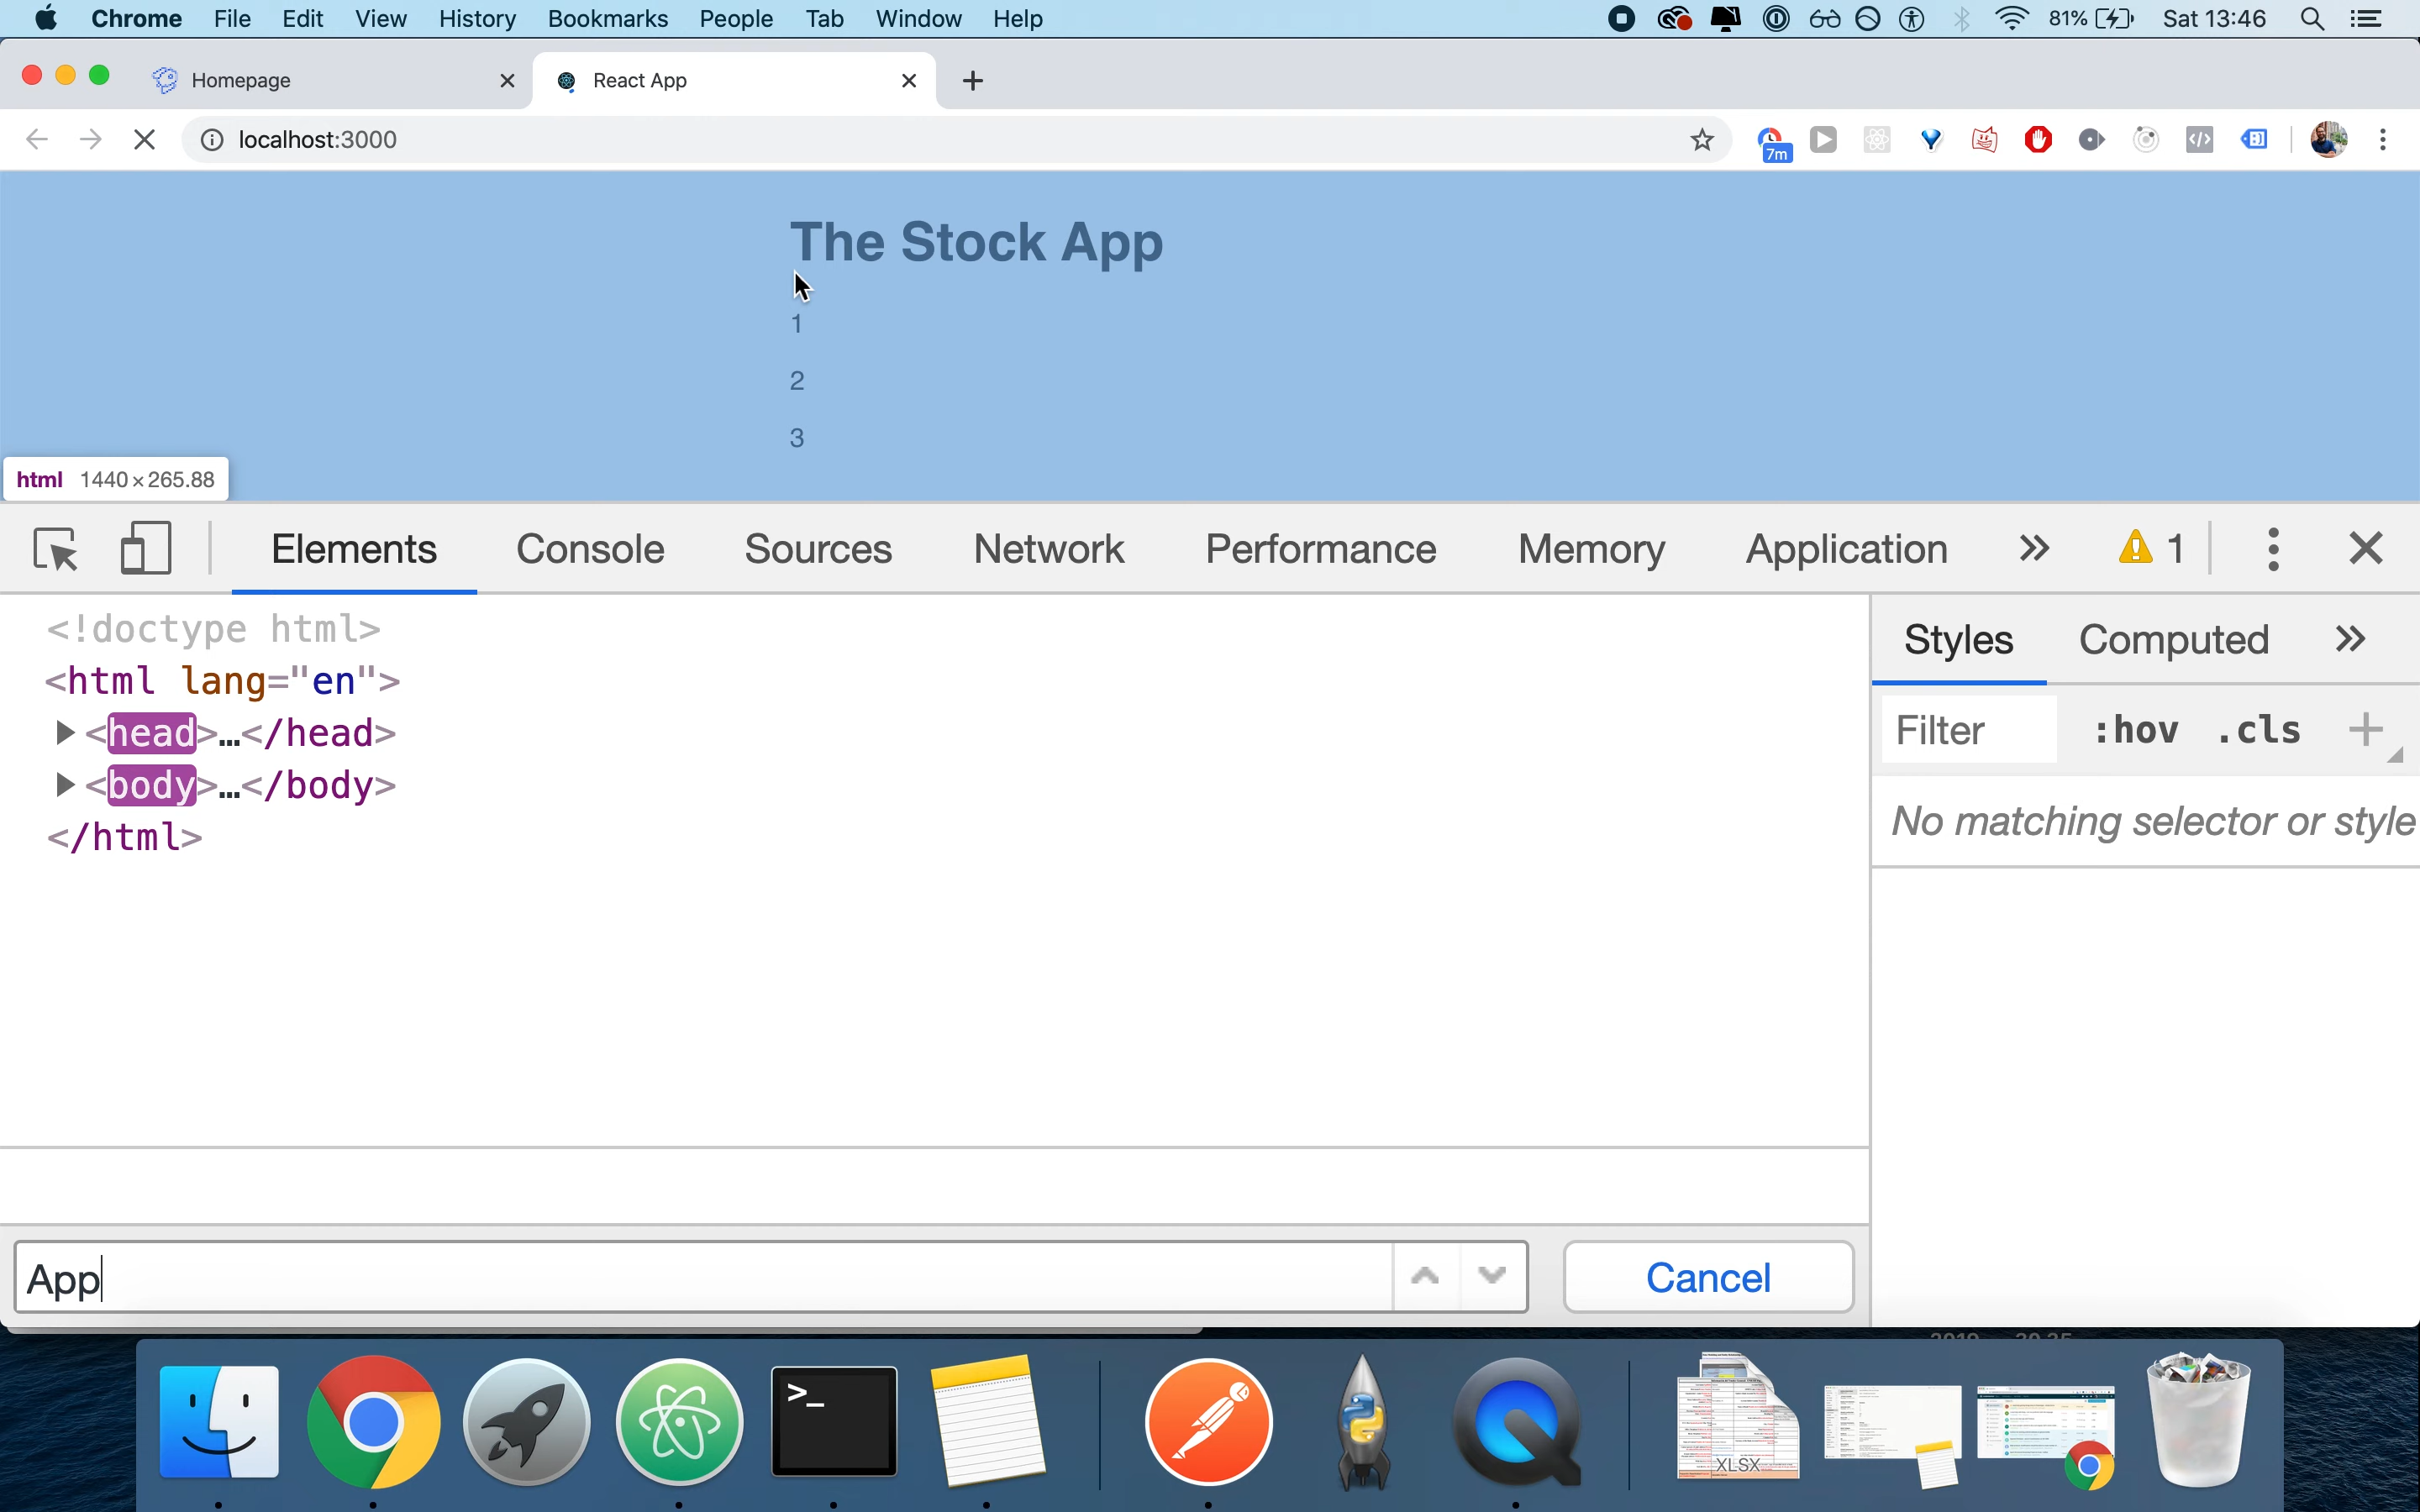 Chrome File Edit View History Bookmarks People Tab Window Help 81% Sat 13:46
Homepage React App
localhost:3000 7m
The Stock App
1
2
3
html 1440 × 265.88
Elements Console Sources Network Performance Memory Application 1
<!doctype html>
<html lang="en">
<head>…</head>
<body>…</body>
</html>
Styles Computed
Filter :hov .cls
No matching selector or style
App Cancel
>_
XLSX